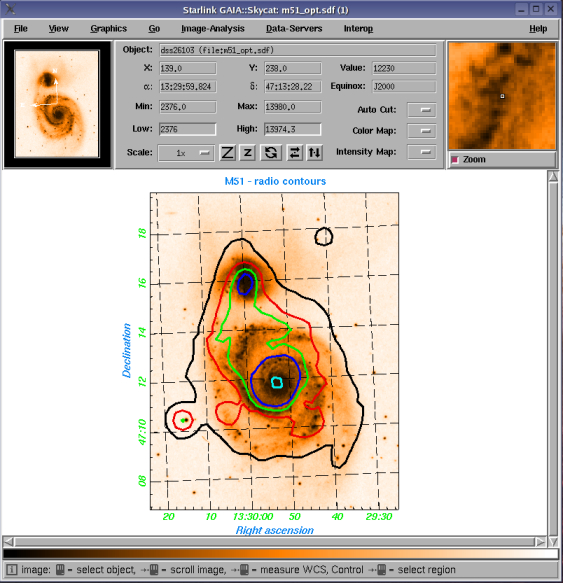 Starlink GAIA::Skycat: m51_opt.sdf (1)
File View Graphics Go Image-Analysis Data-Servers Interop Help
Object: dss26103 (file;m51_opt.sdf)
X: 139.0 Y: 238.0 Value: 12230
α: 13:29:59.824 δ: 47:13:28.22 Equinox: J2000
Min: 2376.0 Max: 13980.0 Auto Cut:
Low: 2376 High: 13974.3 Color Map:
Scale: 1x Z z Intensity Map:
Zoom
M51 - radio contours
18
16
14
12
47:10
08
Declination
20 10 13:30:00 50 40 29:30
Right ascension
image: = select object, = scroll image, = measure WCS, Control = select region